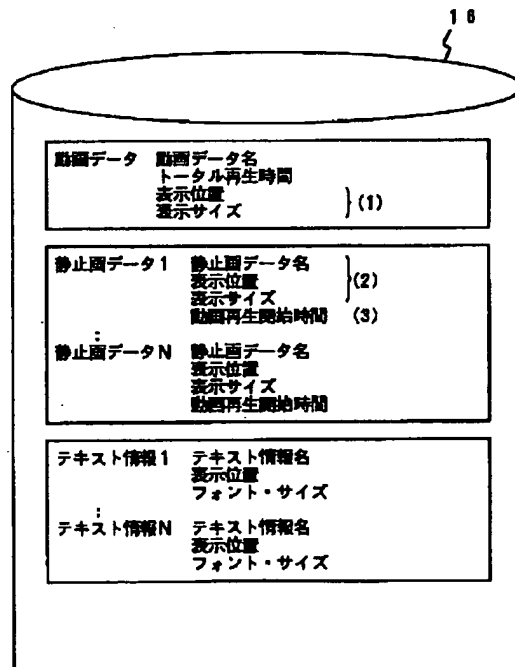 16
動画データ 動画データ名
トータル再生時間
表示位置
表示サイズ }(1)
静止画データ1 静止画データ名
表示位置 }(2)
表示サイズ
動画再生開始時間 (3)
⋮
静止画データN 静止画データ名
表示位置
表示サイズ
動画再生開始時間
テキスト情報1 テキスト情報名
表示位置
フォント・サイズ
⋮
テキスト情報N テキスト情報名
表示位置
フォント・サイズ